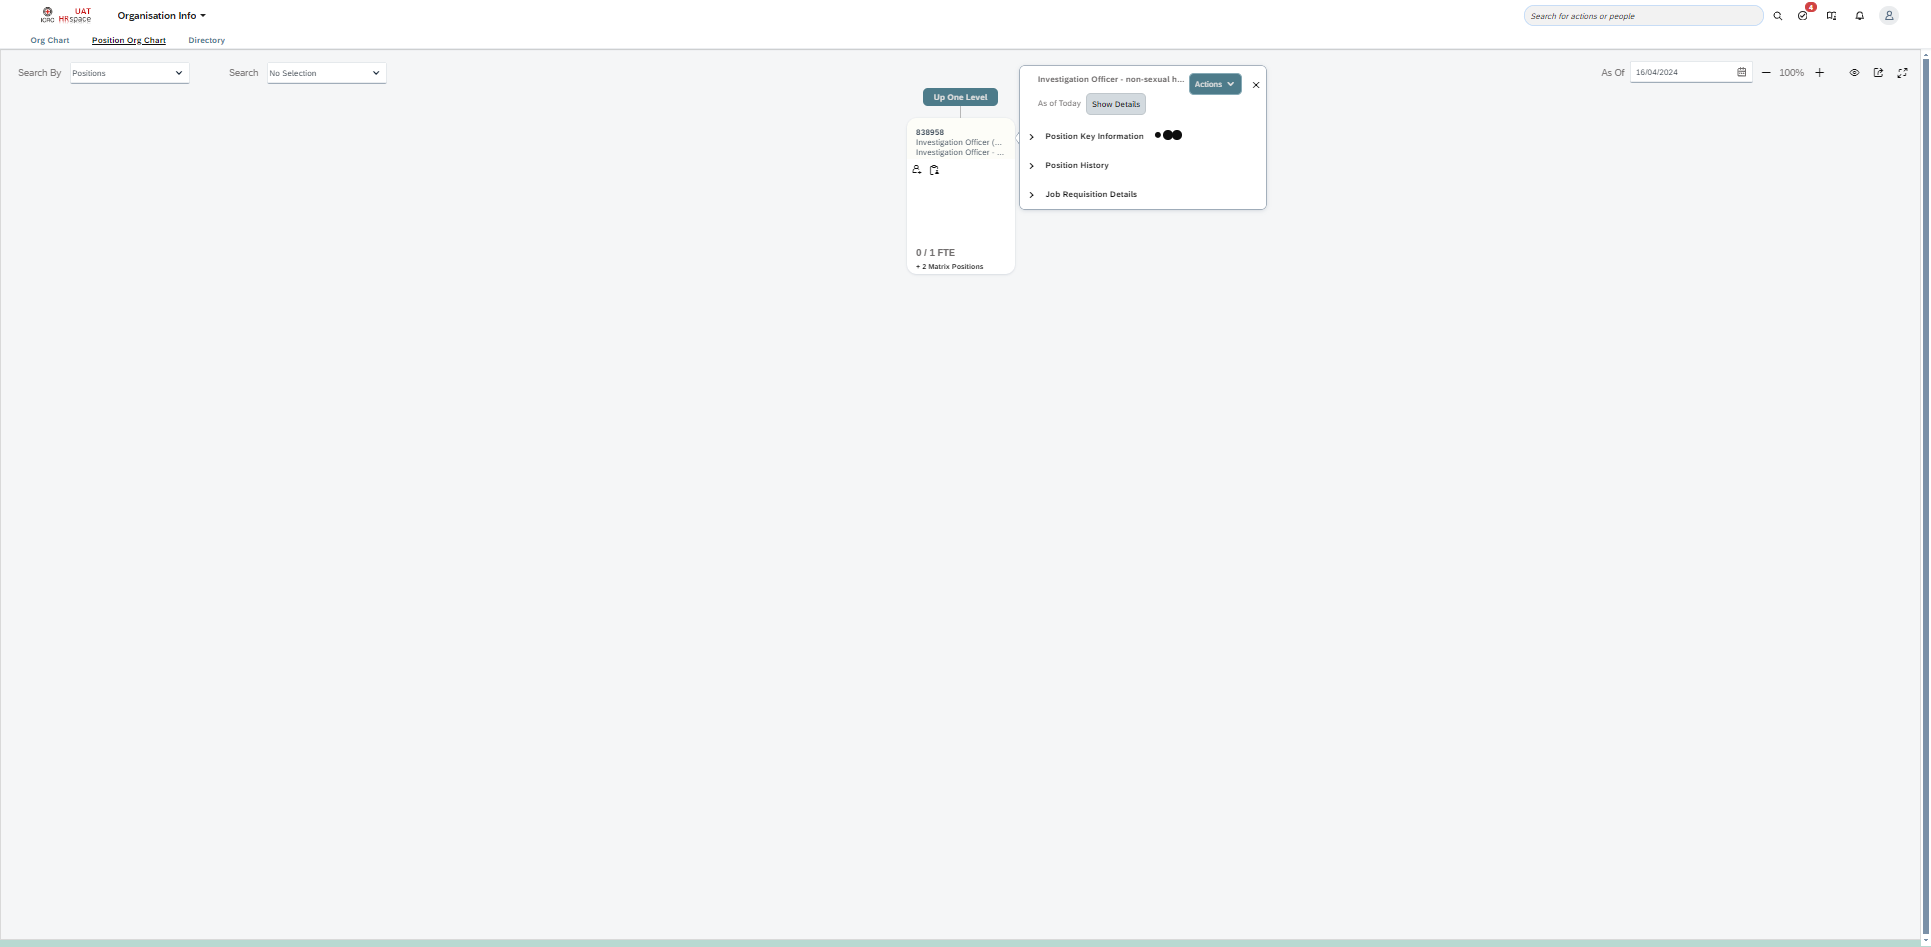 ICRC
UAT
HRspace
Organisation Info
Search for actions or people
4
Org Chart
Position Org Chart
Directory
Search By
Positions
Search
No Selection
As Of
16/04/2024
100%
Up One Level
838958
Investigation Officer (...
Investigation Officer - ...
0 / 1 FTE
+ 2 Matrix Positions
Investigation Officer - non-sexual h...
Actions
As of Today
Show Details
Position Key Information
Position History
Job Requisition Details